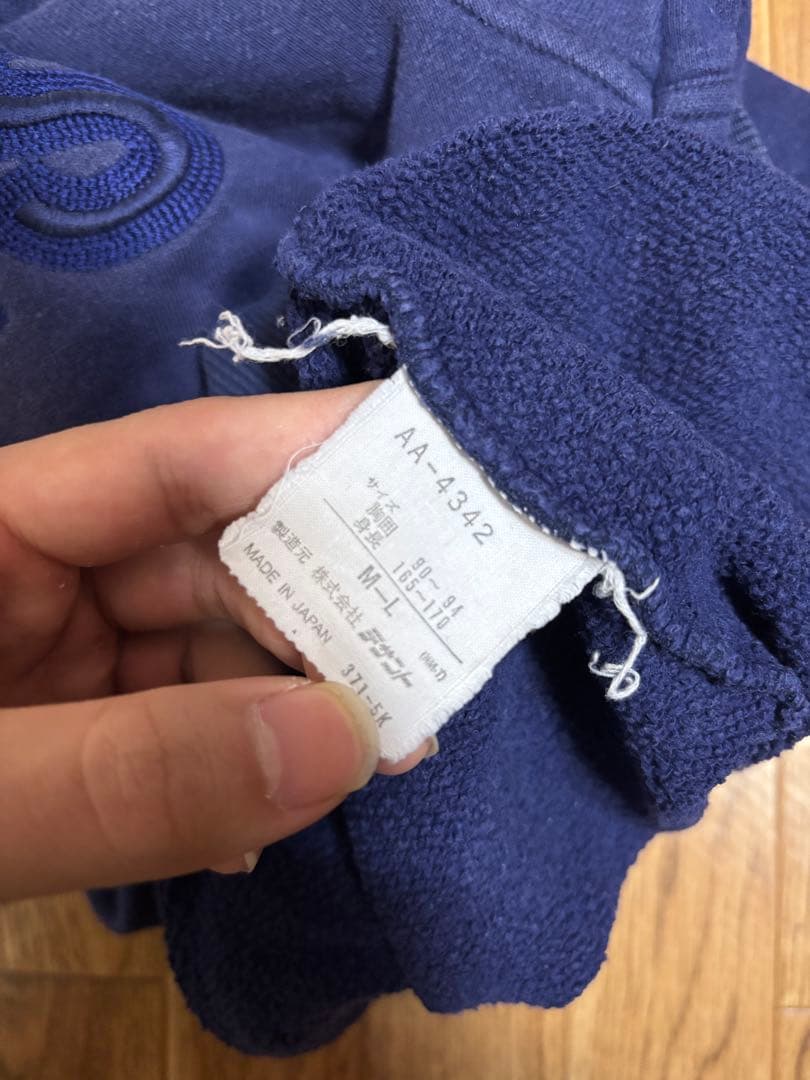 AA-4342
サイズ
胸囲 90〜94
身長 165〜170
M-L
製造元 株式会社 デサント
MADE IN JAPAN
371-5K